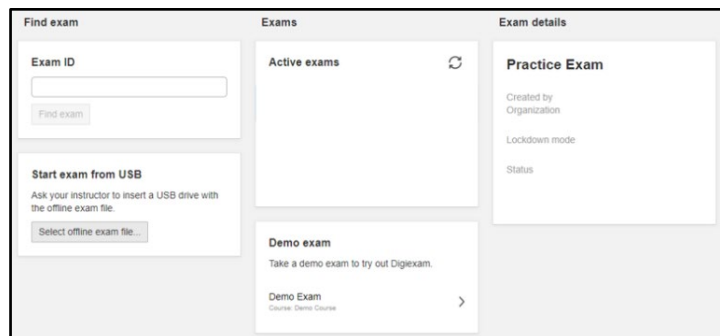 Find exam
Exam ID
Find exam
Start exam from USB
Ask your instructor to insert a USB drive with
the offline exam file.
Select offline exam file...
Exams
Active exams
Demo exam
Take a demo exam to try out Digiexam.
Demo Exam
Course: Demo Course
Exam details
Practice Exam
Created by
Organization
Lockdown mode
Status